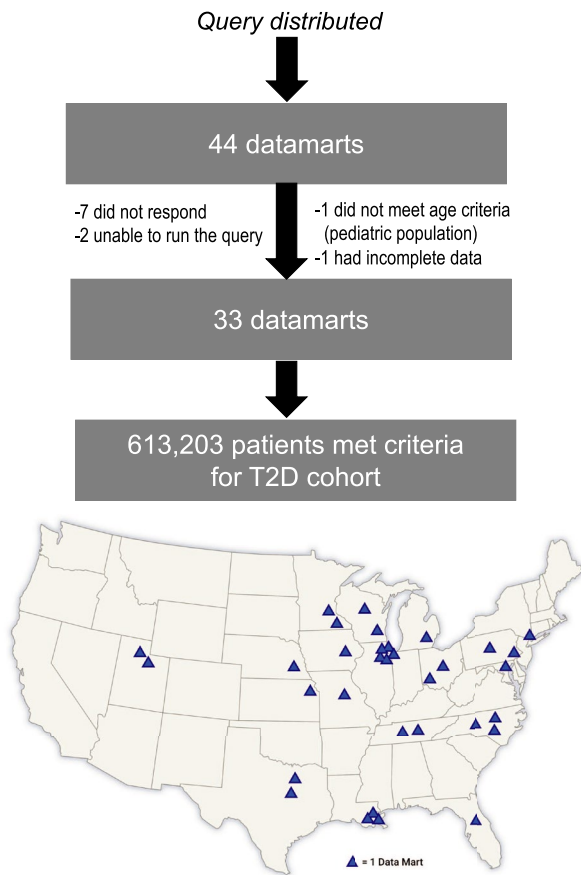 Query distributed
44 datamarts
-7 did not respond
-2 unable to run the query
-1 did not meet age criteria
(pediatric population)
-1 had incomplete data
33 datamarts
613,203 patients met criteria
for T2D cohort
= 1 Data Mart